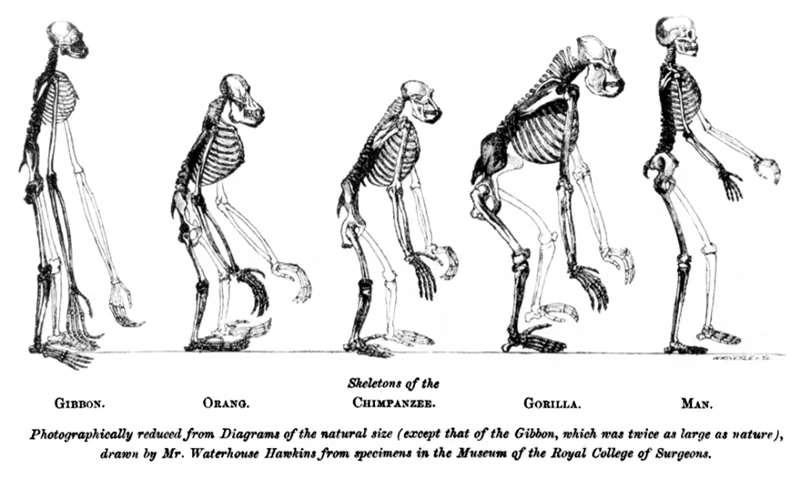 Skeletons of the
GIBBON. ORANG. CHIMPANZEE. GORILLA. MAN.
Photographically reduced from Diagrams of the natural size (except that of the Gibbon, which was twice as large as nature),
drawn by Mr. Waterhouse Hawkins from specimens in the Museum of the Royal College of Surgeons.